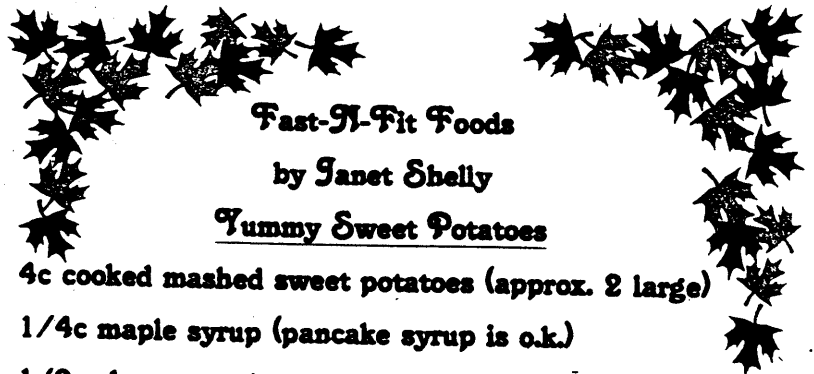 Fast-N-Fit Foods
by Janet Shelly
Yummy Sweet Potatoes
4c cooked mashed sweet potatoes (approx. 2 large)
1/4c maple syrup (pancake syrup is o.k.)